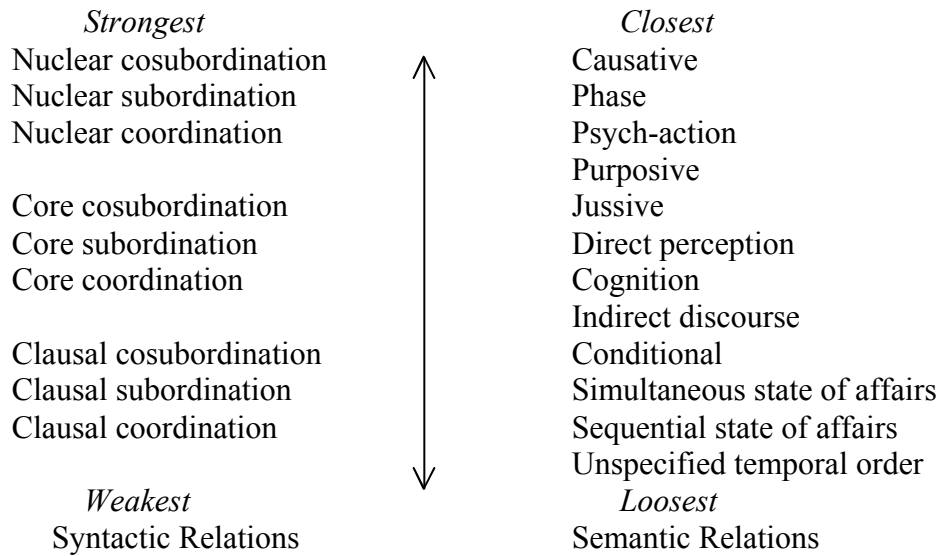 Strongest Closest
Nuclear cosubordination Causative
Nuclear subordination Phase
Nuclear coordination Psych-action
Purposive
Core cosubordination Jussive
Core subordination Direct perception
Core coordination Cognition
Indirect discourse
Clausal cosubordination Conditional
Clausal subordination Simultaneous state of affairs
Clausal coordination Sequential state of affairs
Unspecified temporal order
Weakest Loosest
Syntactic Relations Semantic Relations